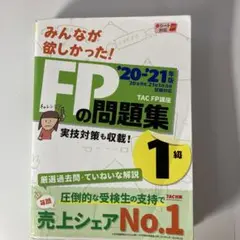 みんなが
欲しかった!
'20-'21年版
TAC FP講座
FP
の問題集
実技対策も収載!
1級
厳選過去問・ていねいな解説
圧倒的な受検生の支持で
売上シェアNo.1